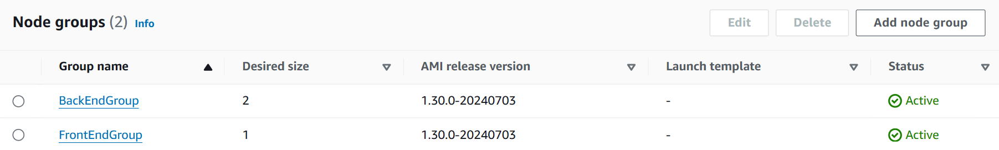 Node groups (2) Info Edit Delete Add node group
Group name Desired size AMI release version Launch template Status
BackEndGroup 2 1.30.0-20240703 - Active
FrontEndGroup 1 1.30.0-20240703 - Active